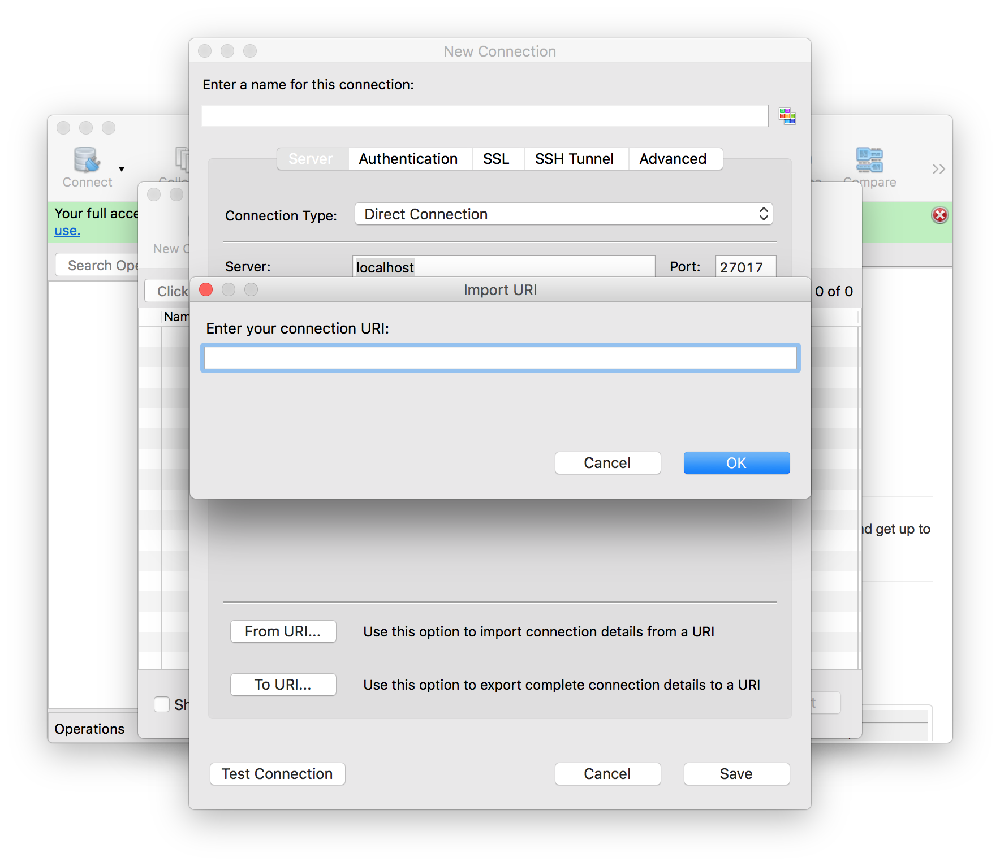 New Connection
Enter a name for this connection:
Connect
Compare
Server Authentication SSL SSH Tunnel Advanced
Your full acce
use.
Connection Type: Direct Connection
New C
Search Ope
Server: localhost Port: 27017
Click
Import URI
0 of 0
Nam
Enter your connection URI:
Cancel OK
nd get up to
From URI... Use this option to import connection details from a URI
To URI... Use this option to export complete connection details to a URI
Sh
t
Operations
Test Connection Cancel Save